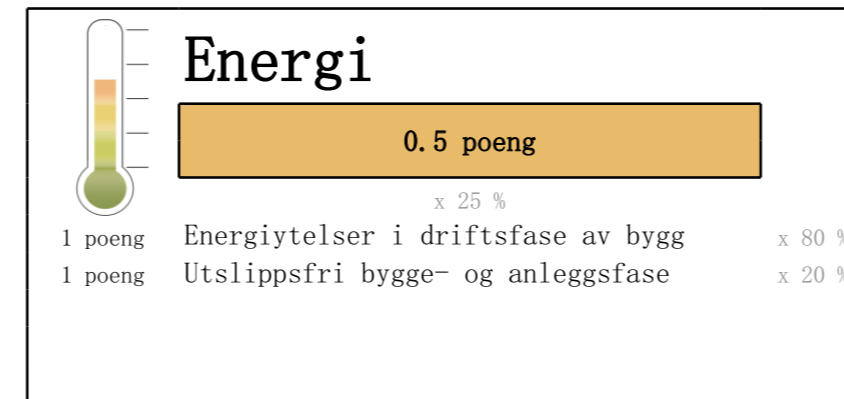 Energi
0.5 poeng
x 25 %
1 poeng Energiytelser i driftsfase av bygg x 80 %
1 poeng Utslippsfri bygge- og anleggsfase x 20 %